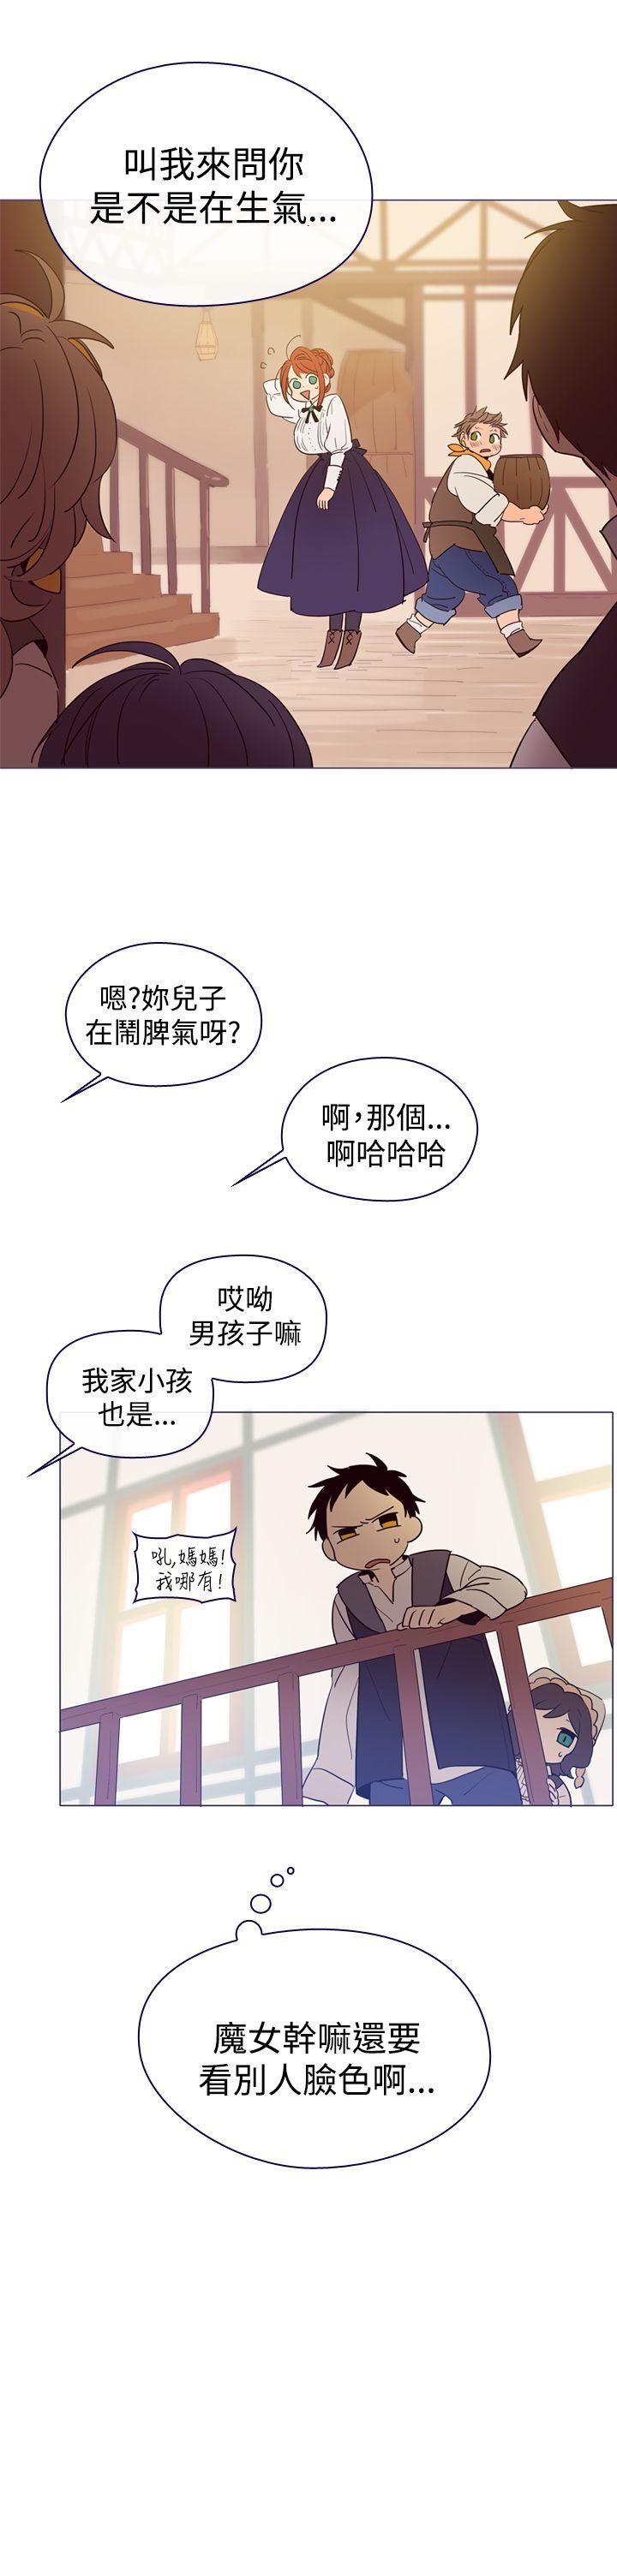 叫我來問你
是不是在生氣...
嗯?妳兒子
在鬧脾氣呀?
啊,那個...
啊哈哈哈
哎呦
男孩子嘛
我家小孩
也是...
吼,媽媽!
我哪有!
魔女幹嘛還要
看別人臉色啊...